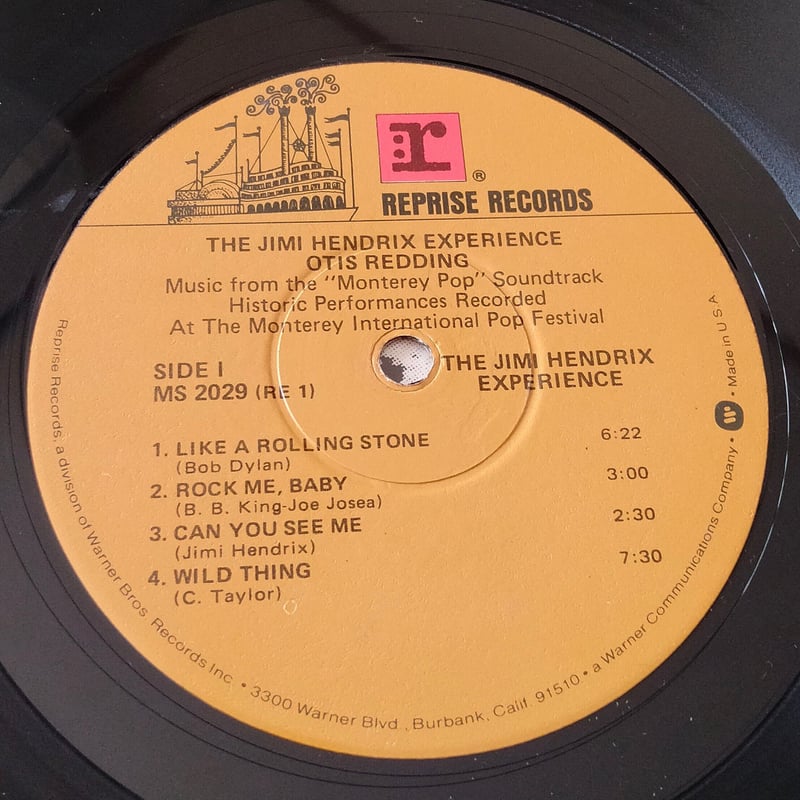 r®
REPRISE RECORDS
THE JIMI HENDRIX EXPERIENCE
OTIS REDDING
Music from the "Monterey Pop" Soundtrack
Historic Performances Recorded
At The Monterey International Pop Festival
SIDE I
MS 2029 (RE 1)
THE JIMI HENDRIX
EXPERIENCE
1. LIKE A ROLLING STONE 6:22
(Bob Dylan)
2. ROCK ME, BABY 3:00
(B. B. King-Joe Josea)
3. CAN YOU SEE ME 2:30
(Jimi Hendrix)
4. WILD THING 7:30
(C. Taylor)
Reprise Records, a division of Warner Bros. Records Inc. • 3300 Warner Blvd., Burbank, Calif. 91510 • a Warner Communications Company • W • Made in U.S.A.